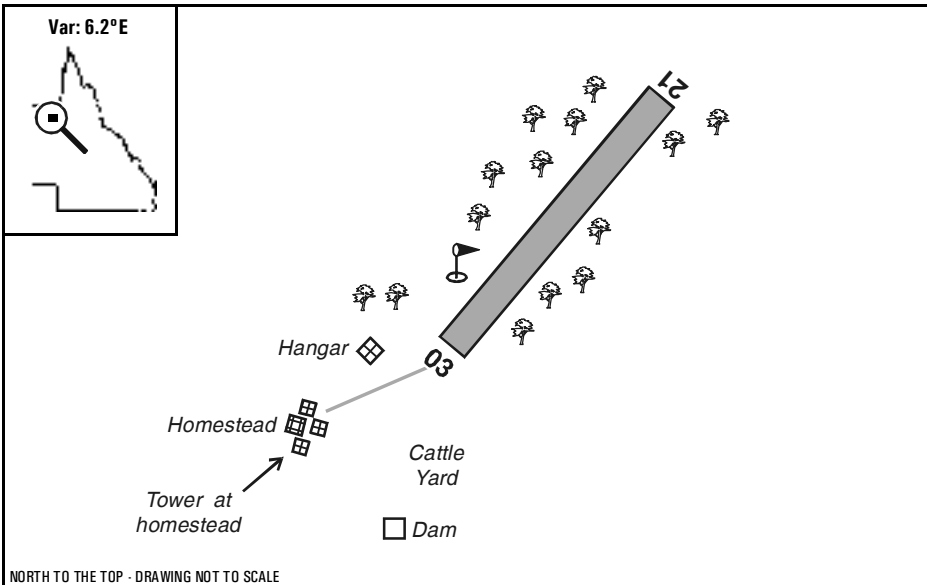 Var: 6.2°E
21
03
Hangar
Homestead
Cattle
Yard
Tower at
homestead
Dam
NORTH TO THE TOP - DRAWING NOT TO SCALE